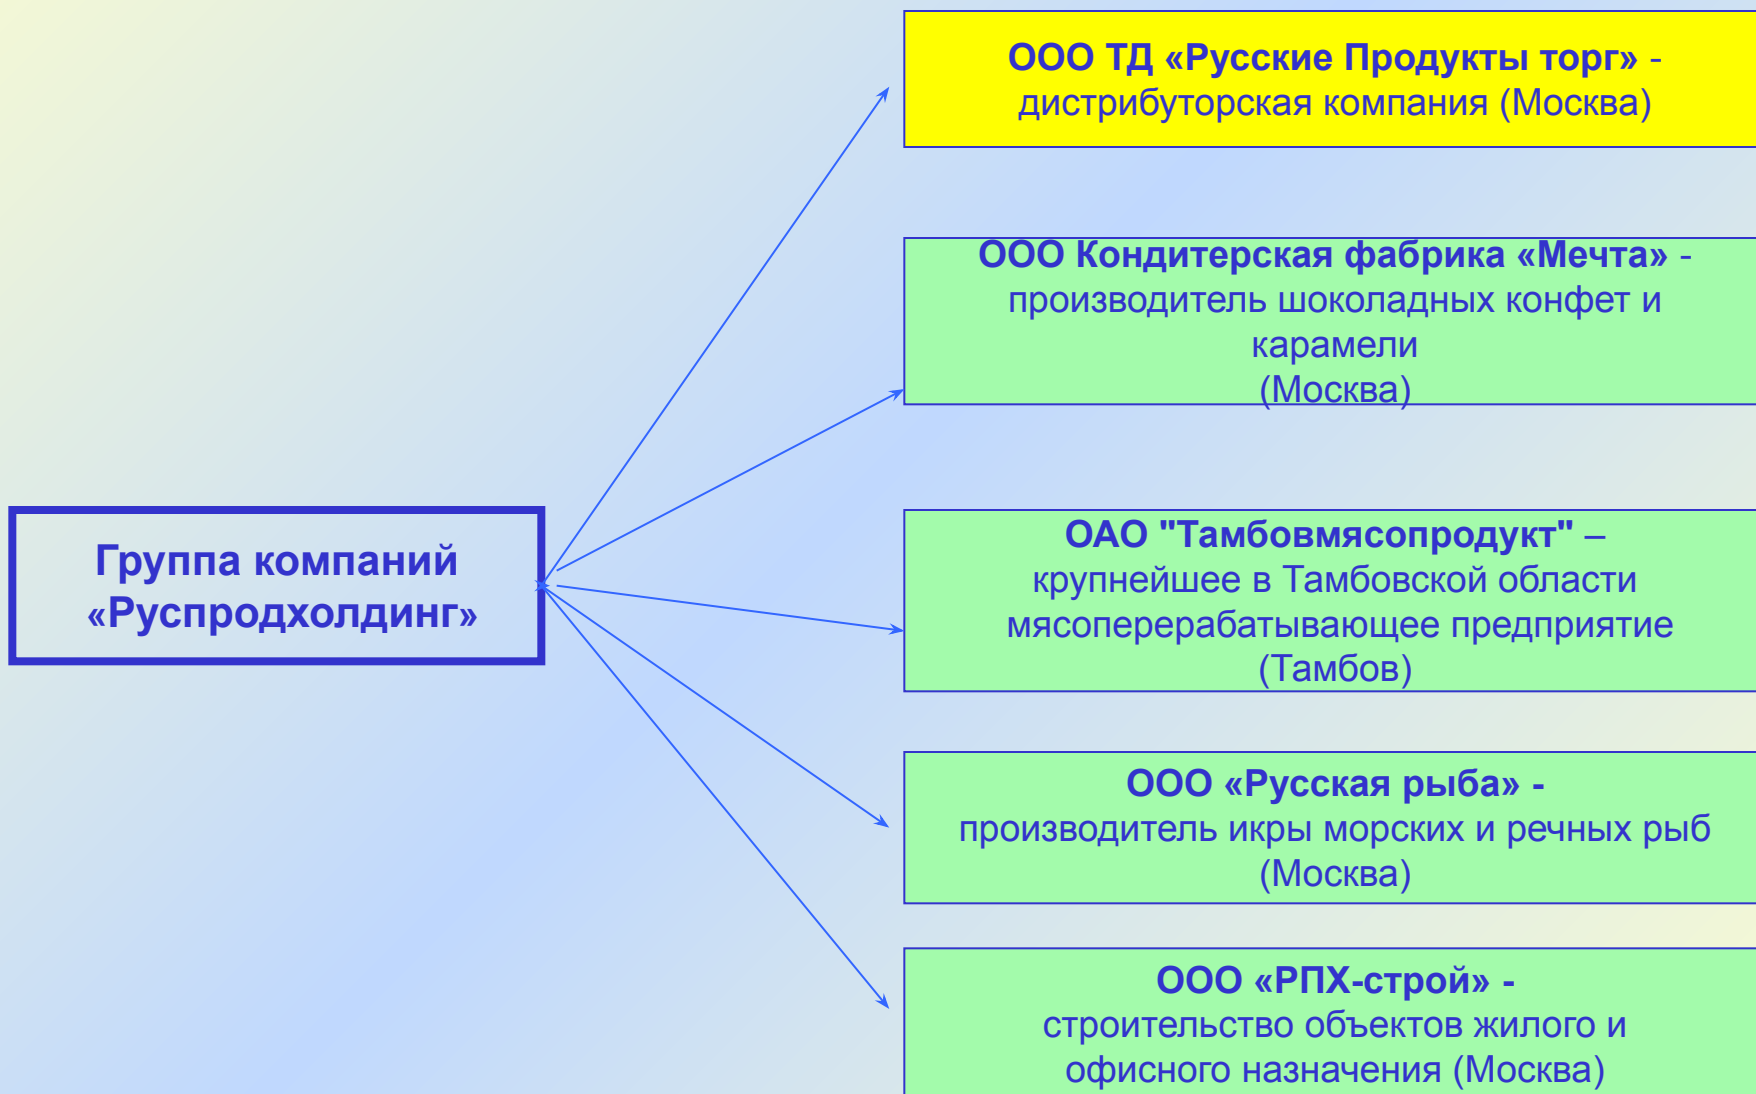 ООО ТД «Русские Продукты торг» -
дистрибуторская компания (Москва)
ООО Кондитерская фабрика «Мечта» -
производитель шоколадных конфет и
карамели
(Москва)
Группа компаний
«Руспродхолдинг»
ОАО "Тамбовмясопродукт" –
крупнейшее в Тамбовской области
мясоперерабатывающее предприятие
(Тамбов)
ООО «Русская рыба» -
производитель икры морских и речных рыб
(Москва)
ООО «РПХ-строй» -
строительство объектов жилого и
офисного назначения (Москва)